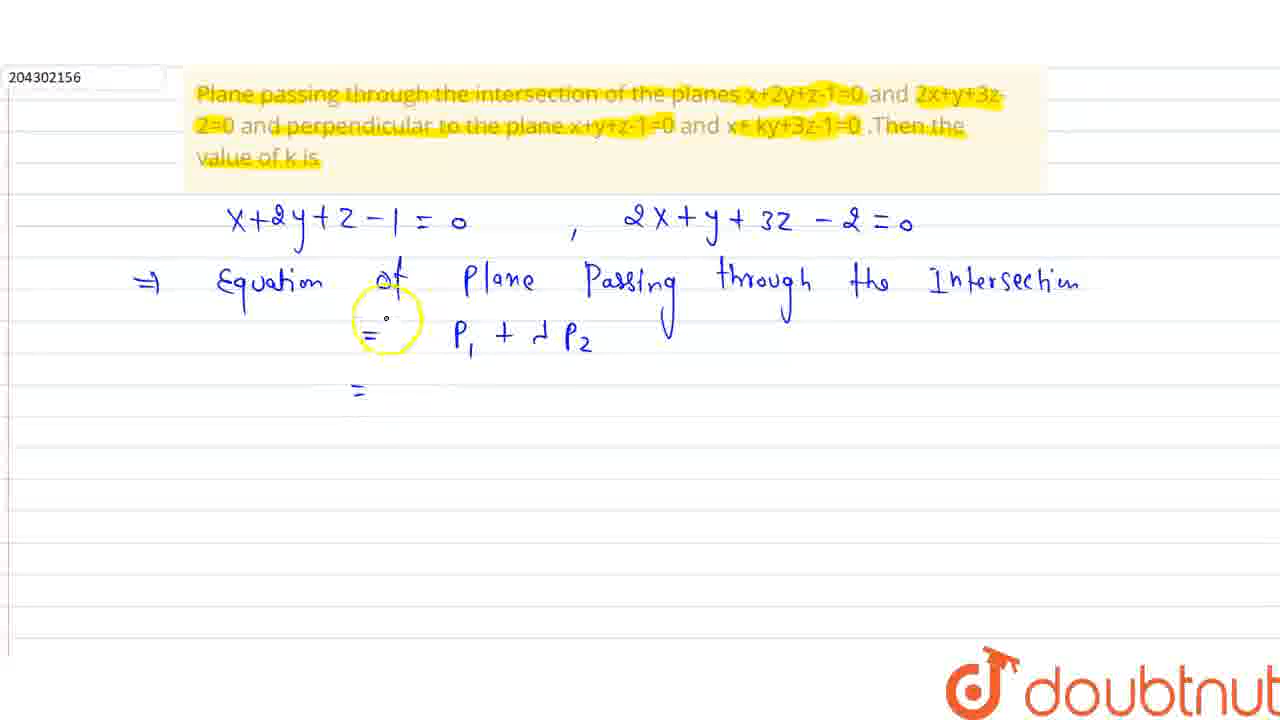 204302156
Plane passing through the intersection of the planes x+2y+z-1=0 and 2x+y+3z-
2=0 and perpendicular to the plane x+y+z-1=0 and x+ ky+3z-1=0 .Then the
value of k is
x+2y+z-1=0 , 2x+y+3z-2=0
⇒ Equation of Plane Passing through the Intersection
= P₁ + λ P₂
=
doubtnut